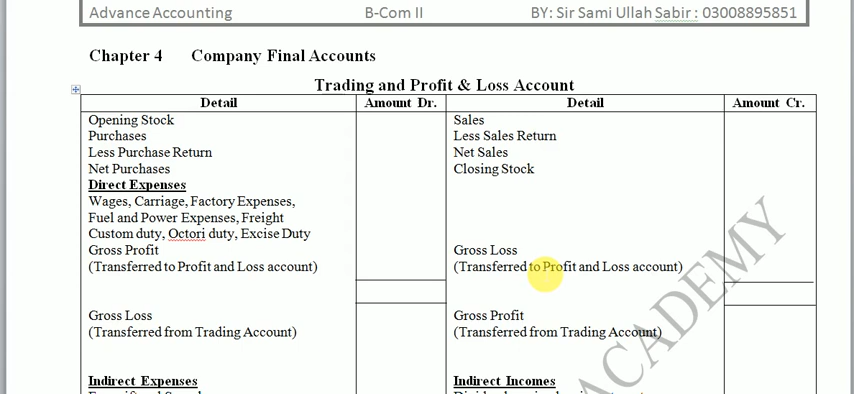 Advance Accounting B-Com II BY: Sir Sami Ullah Sabir : 03008895851
Chapter 4 Company Final Accounts
Trading and Profit & Loss Account
Detail Amount Dr. Detail Amount Cr.
Opening Stock Sales
Purchases Less Sales Return
Less Purchase Return Net Sales
Net Purchases Closing Stock
Direct Expenses
Wages, Carriage, Factory Expenses,
Fuel and Power Expenses, Freight
Custom duty, Octori duty, Excise Duty
Gross Profit Gross Loss
(Transferred to Profit and Loss account) (Transferred to Profit and Loss account)
Gross Loss Gross Profit
(Transferred from Trading Account) (Transferred from Trading Account)
Indirect Expenses Indirect Incomes
ACADEMY